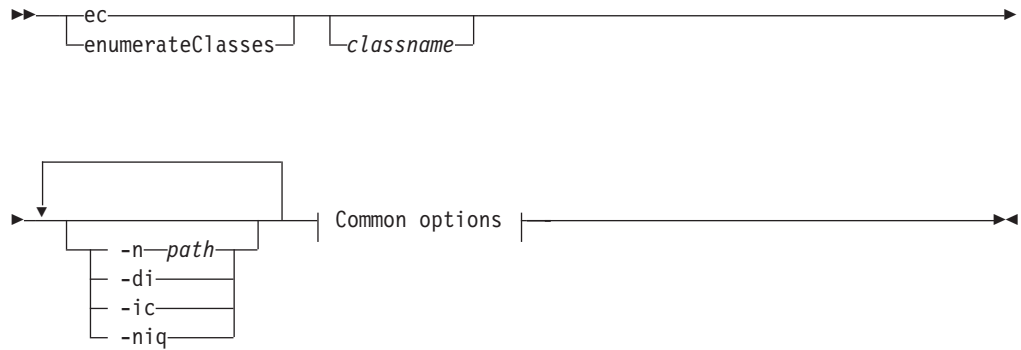 ec
enumerateClasses
classname
Common options
-n path
-di
-ic
-niq